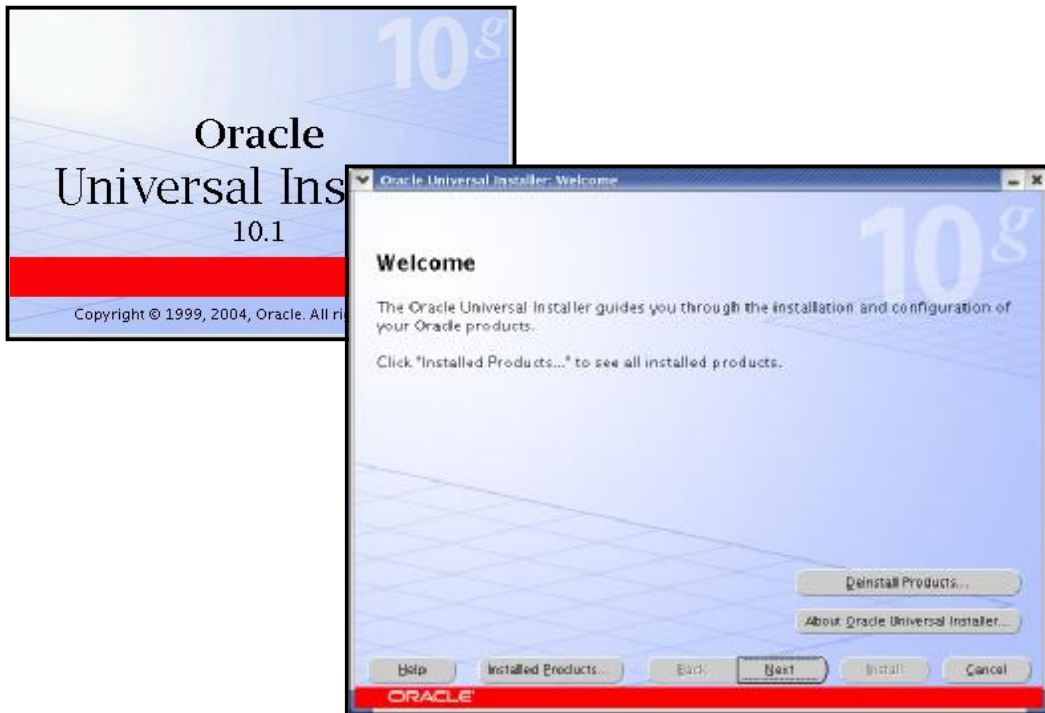 10g
Oracle
Universal Ins
10.1
Copyright © 1999, 2004, Oracle. All ri
Oracle Universal Installer: Welcome
10g
Welcome
The Oracle Universal Installer guides you through the installation and configuration of
your Oracle products.
Click "Installed Products..." to see all installed products.
Deinstall Products...
About Oracle Universal Installer...
Help Installed Products... Back Next Install Cancel
ORACLE